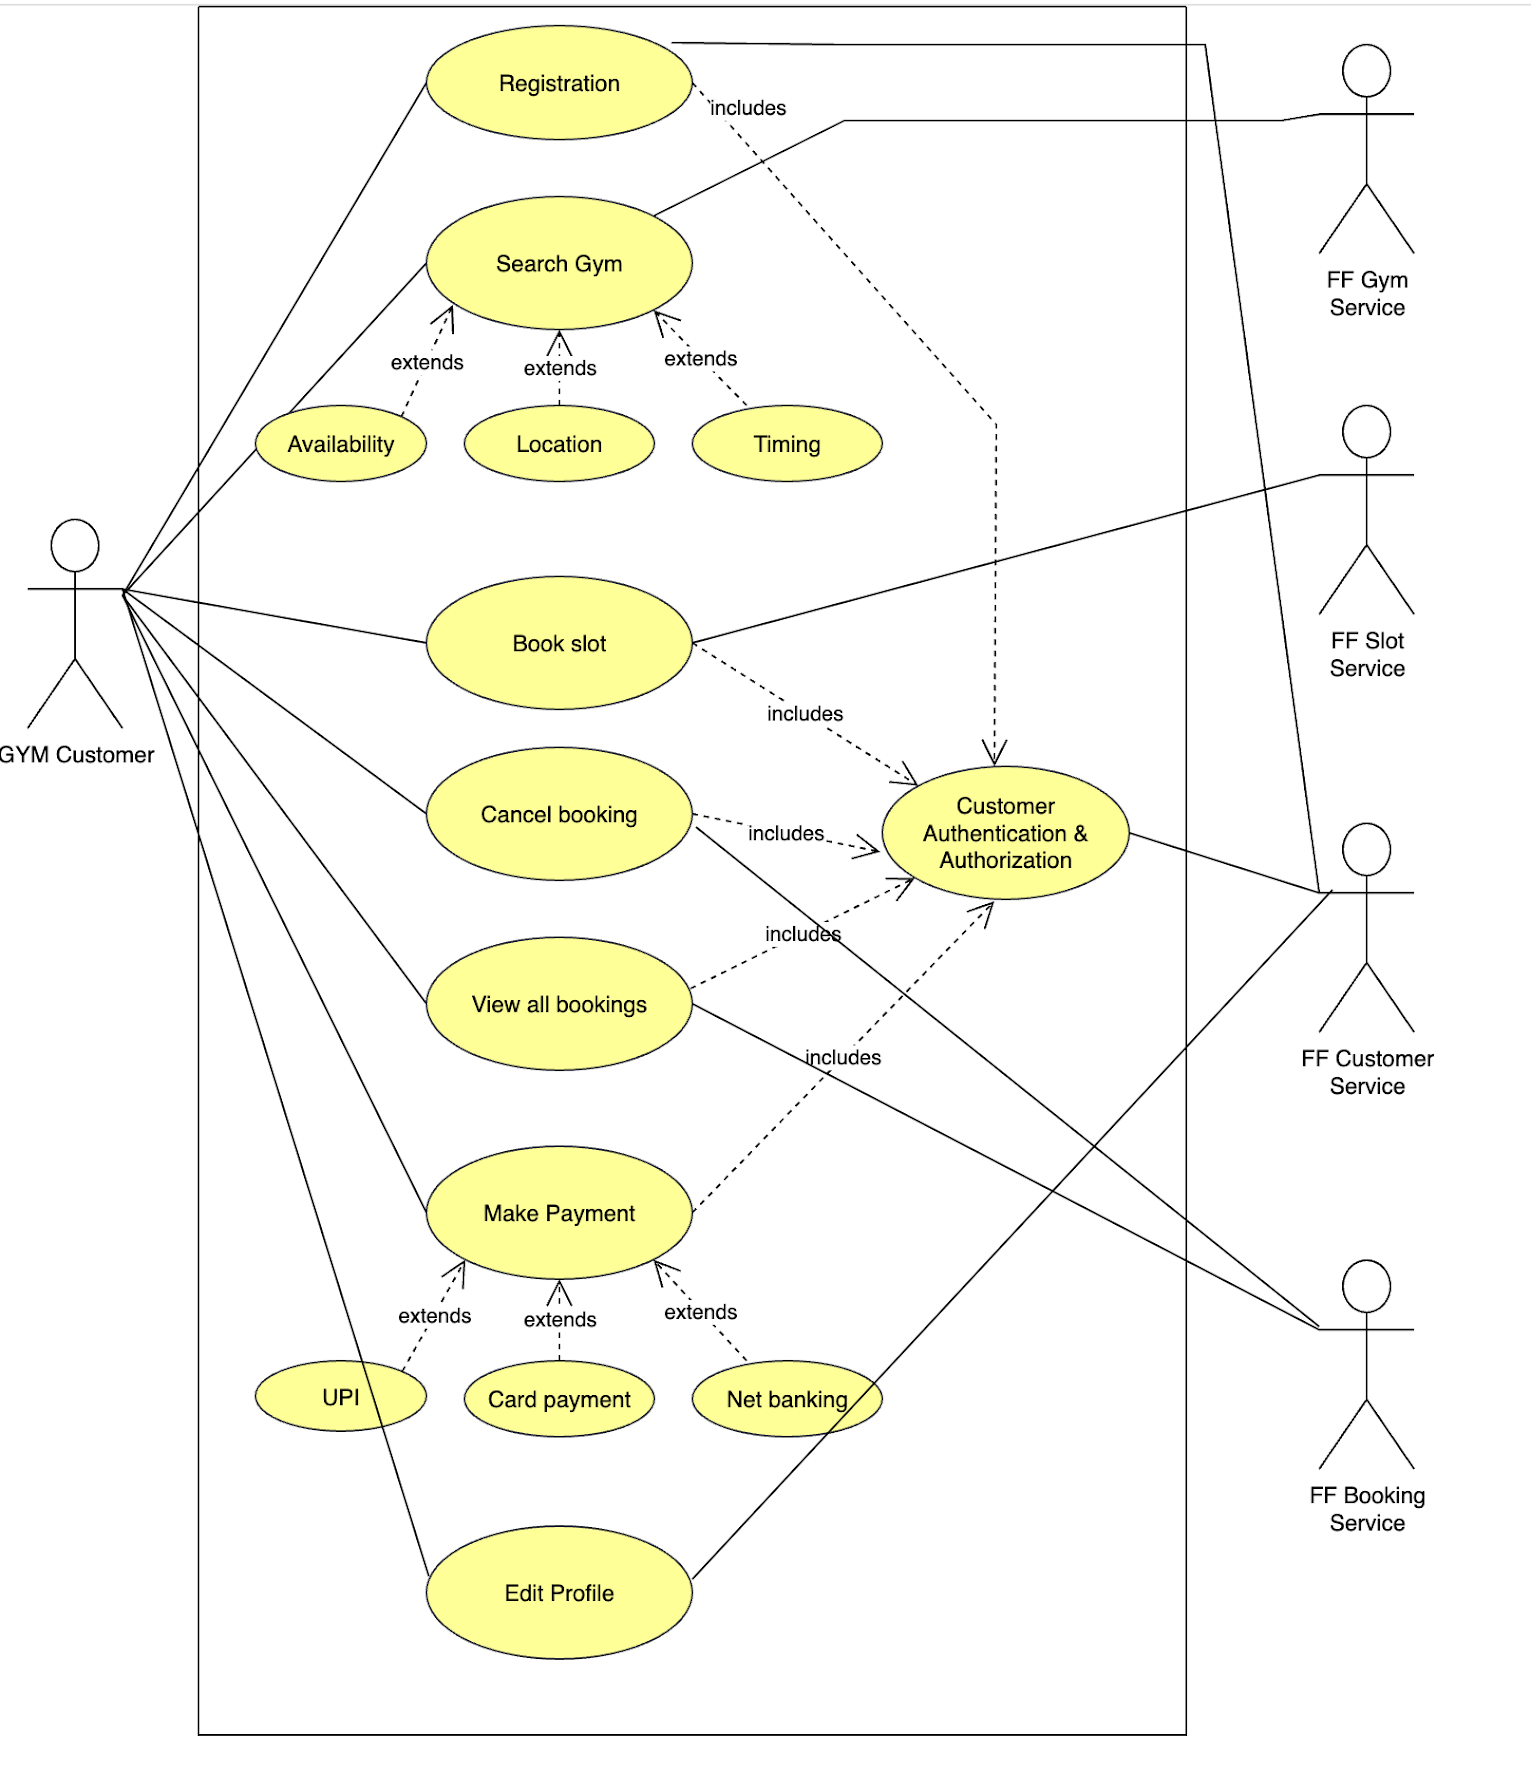 Registration
includes
Search Gym
FF Gym
Service
extends
extends
extends
Availability
Location
Timing
GYM Customer
Book slot
FF Slot
Service
includes
Cancel booking
includes
Customer
Authentication &
Authorization
includes
View all bookings
includes
FF Customer
Service
Make Payment
extends
extends
extends
UPI
Card payment
Net banking
FF Booking
Service
Edit Profile